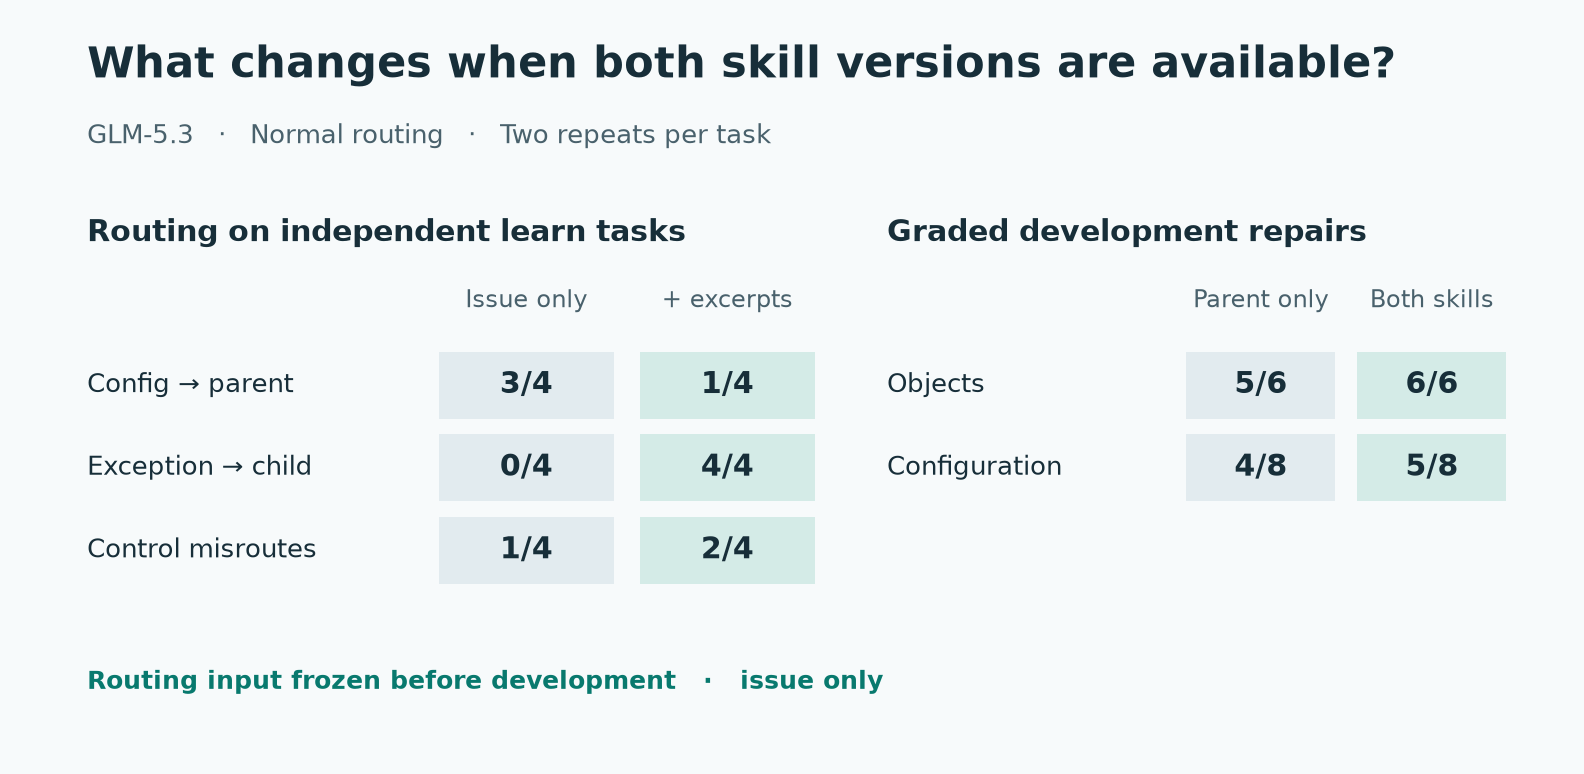 What changes when both skill versions are available?
GLM-5.3 · Normal routing · Two repeats per task
Routing on independent learn tasks
Issue only + excerpts
Config → parent 3/4 1/4
Exception → child 0/4 4/4
Control misroutes 1/4 2/4
Graded development repairs
Parent only Both skills
Objects 5/6 6/6
Configuration 4/8 5/8
Routing input frozen before development · issue only